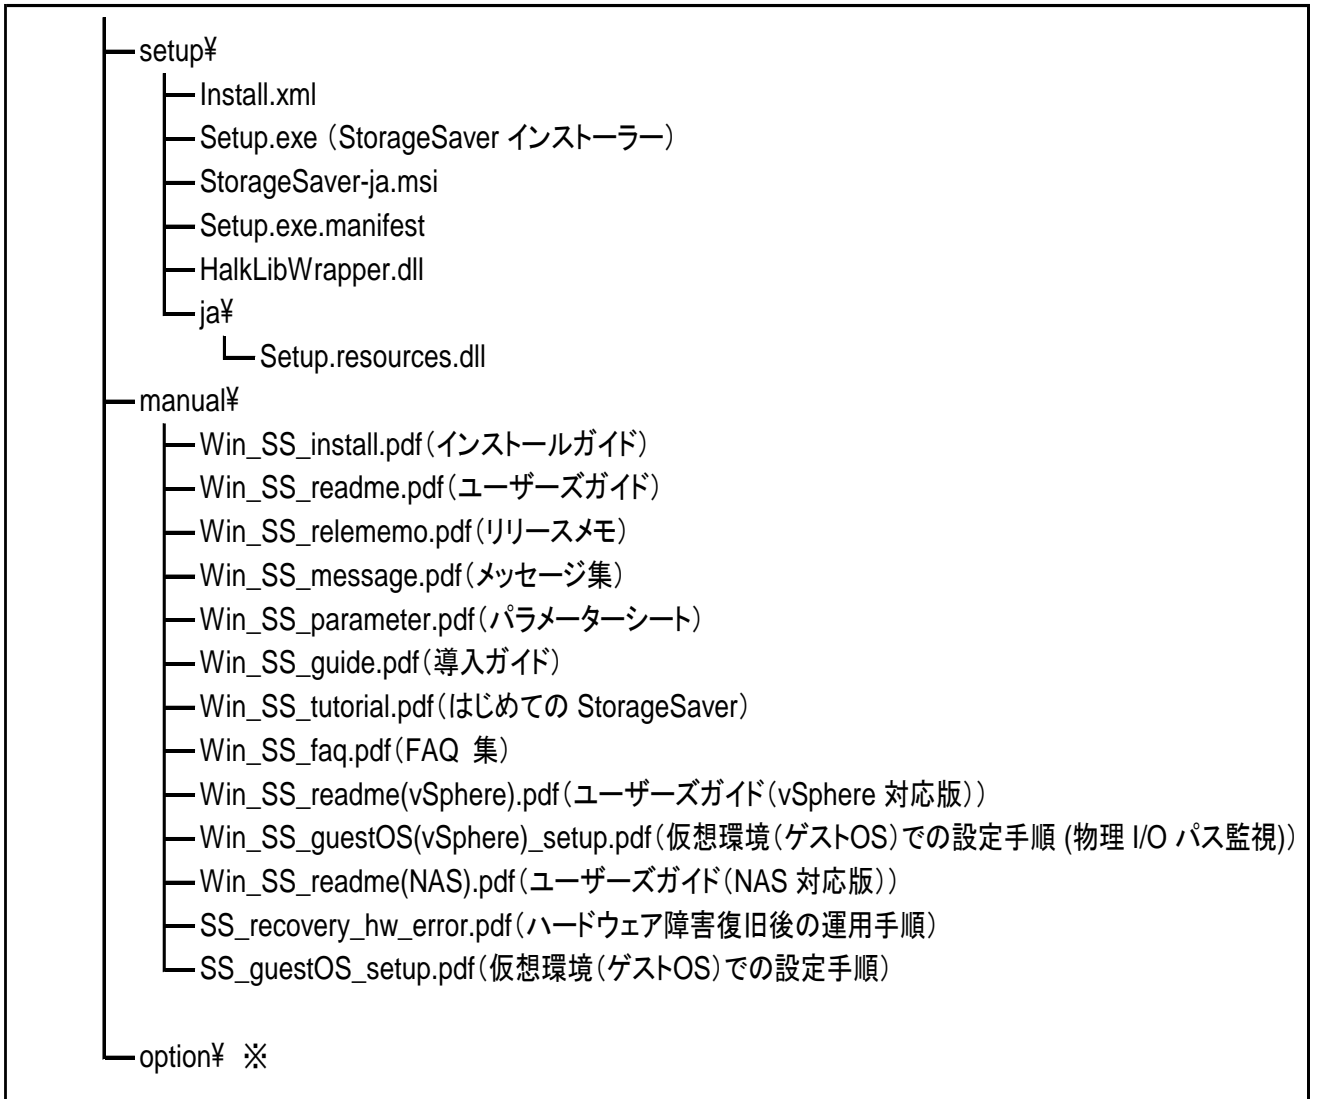 setup¥
Install.xml
Setup.exe（StorageSaver インストーラー）
StorageSaver-ja.msi
Setup.exe.manifest
HalkLibWrapper.dll
ja¥
Setup.resources.dll
manual¥
Win_SS_install.pdf（インストールガイド）
Win_SS_readme.pdf（ユーザーズガイド）
Win_SS_relememo.pdf（リリースメモ）
Win_SS_message.pdf（メッセージ集）
Win_SS_parameter.pdf（パラメーターシート）
Win_SS_guide.pdf（導入ガイド）
Win_SS_tutorial.pdf（はじめての StorageSaver）
Win_SS_faq.pdf（FAQ 集）
Win_SS_readme(vSphere).pdf（ユーザーズガイド（vSphere 対応版））
Win_SS_guestOS(vSphere)_setup.pdf（仮想環境（ゲストOS）での設定手順 (物理 I/O パス監視)）
Win_SS_readme(NAS).pdf（ユーザーズガイド（NAS 対応版））
SS_recovery_hw_error.pdf（ハードウェア障害復旧後の運用手順）
SS_guestOS_setup.pdf（仮想環境（ゲストOS）での設定手順）
option¥ ※